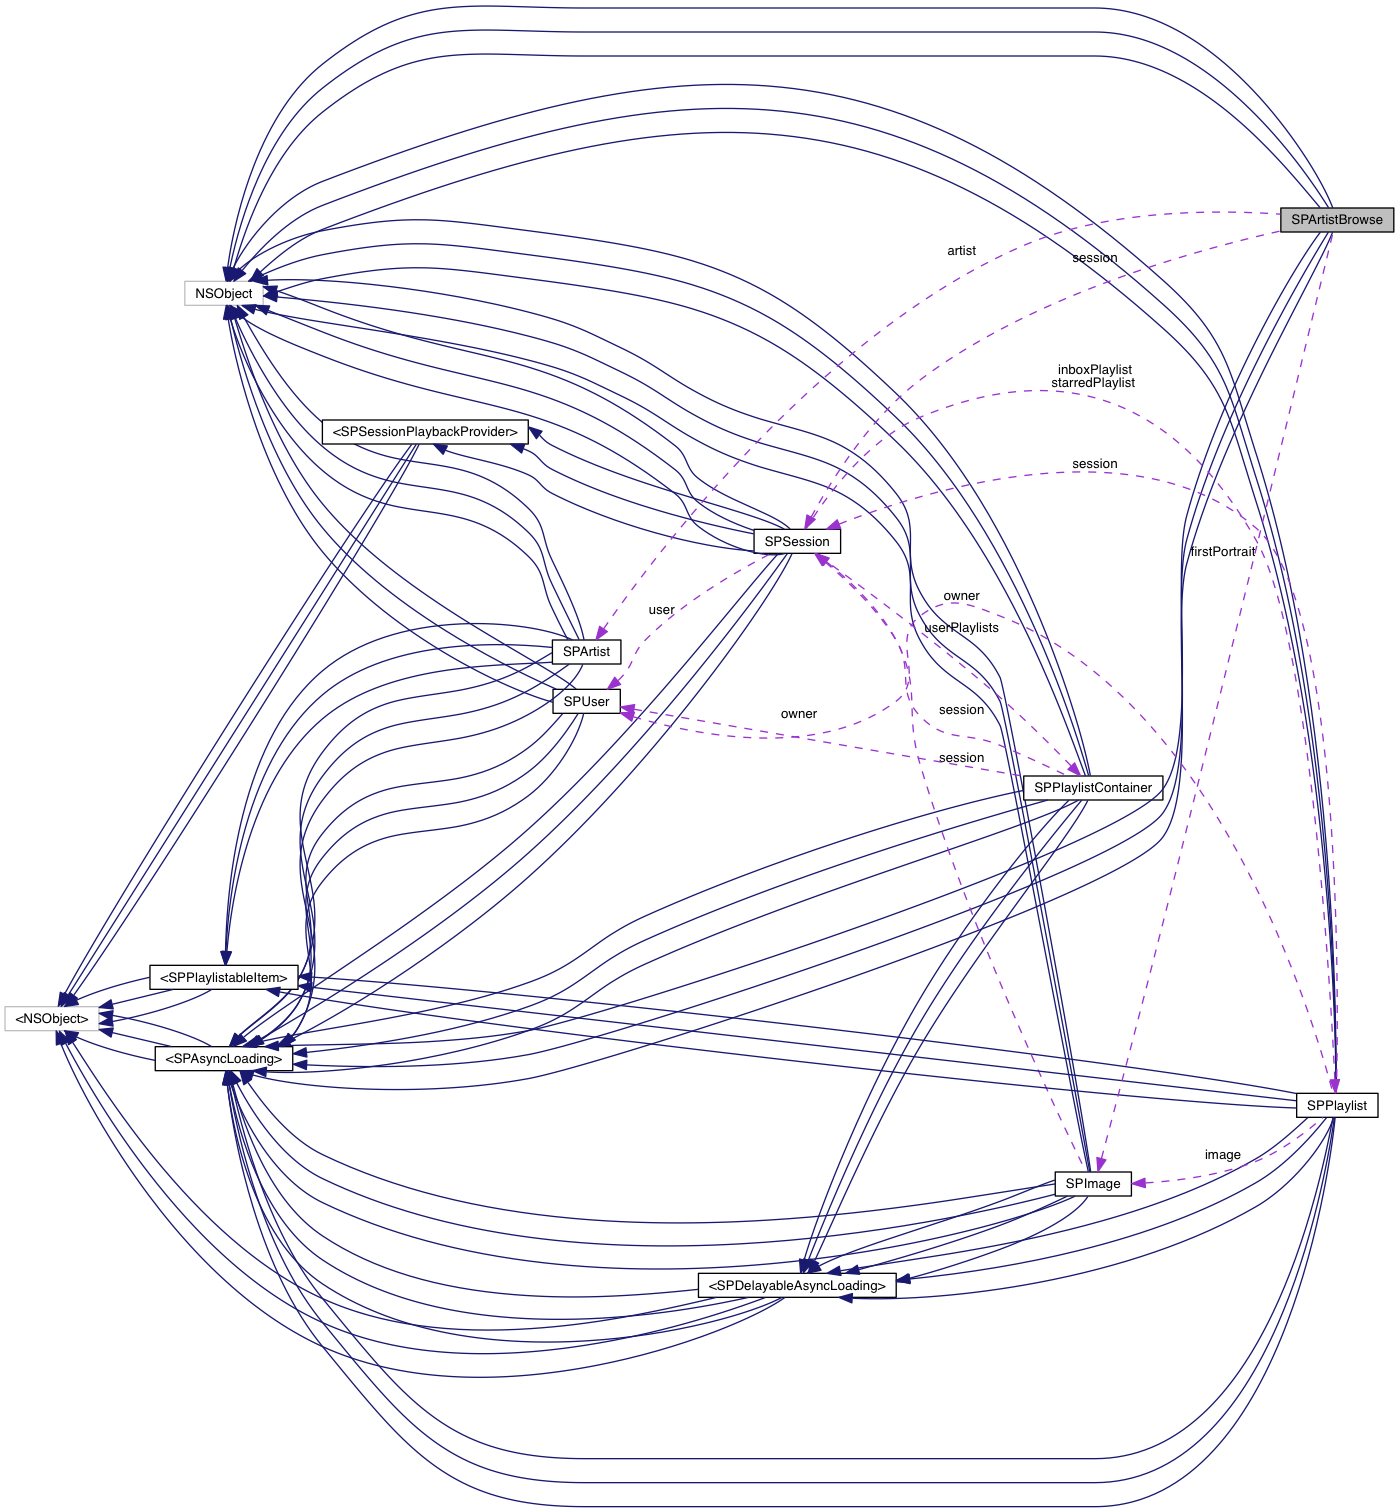 SPArtistBrowse
artist
session
NSObject
inboxPlaylist
starredPlaylist
<SPSessionPlaybackProvider>
session
SPSession
firstPortrait
owner
user
userPlaylists
SPArtist
SPUser
session
owner
session
SPPlaylistContainer
<SPPlaylistableItem>
<NSObject>
<SPAsyncLoading>
SPPlaylist
image
SPImage
<SPDelayableAsyncLoading>